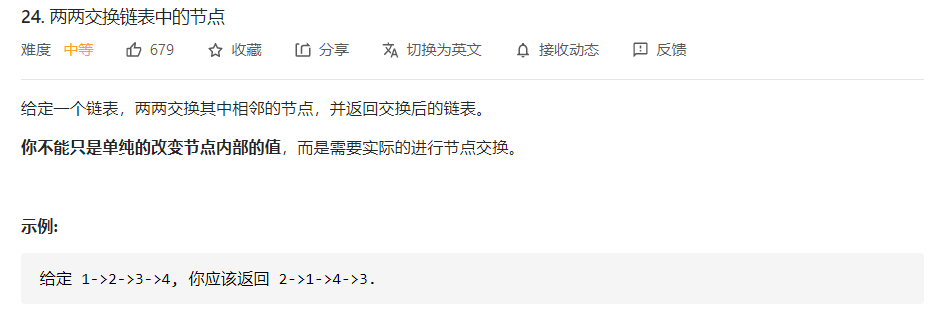 24. 两两交换链表中的节点
难度 中等 679 收藏 分享 切换为英文 接收动态 反馈
给定一个链表，两两交换其中相邻的节点，并返回交换后的链表。
你不能只是单纯的改变节点内部的值，而是需要实际的进行节点交换。
示例:
给定 1->2->3->4, 你应该返回 2->1->4->3.